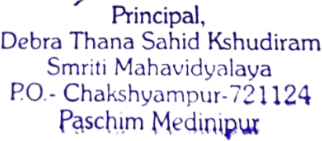 Principal,
Debra Thana Sahid Kshudiram
Smriti Mahavidyalaya
P.O.- Chakshyampur-721124
Paschim Medinipur